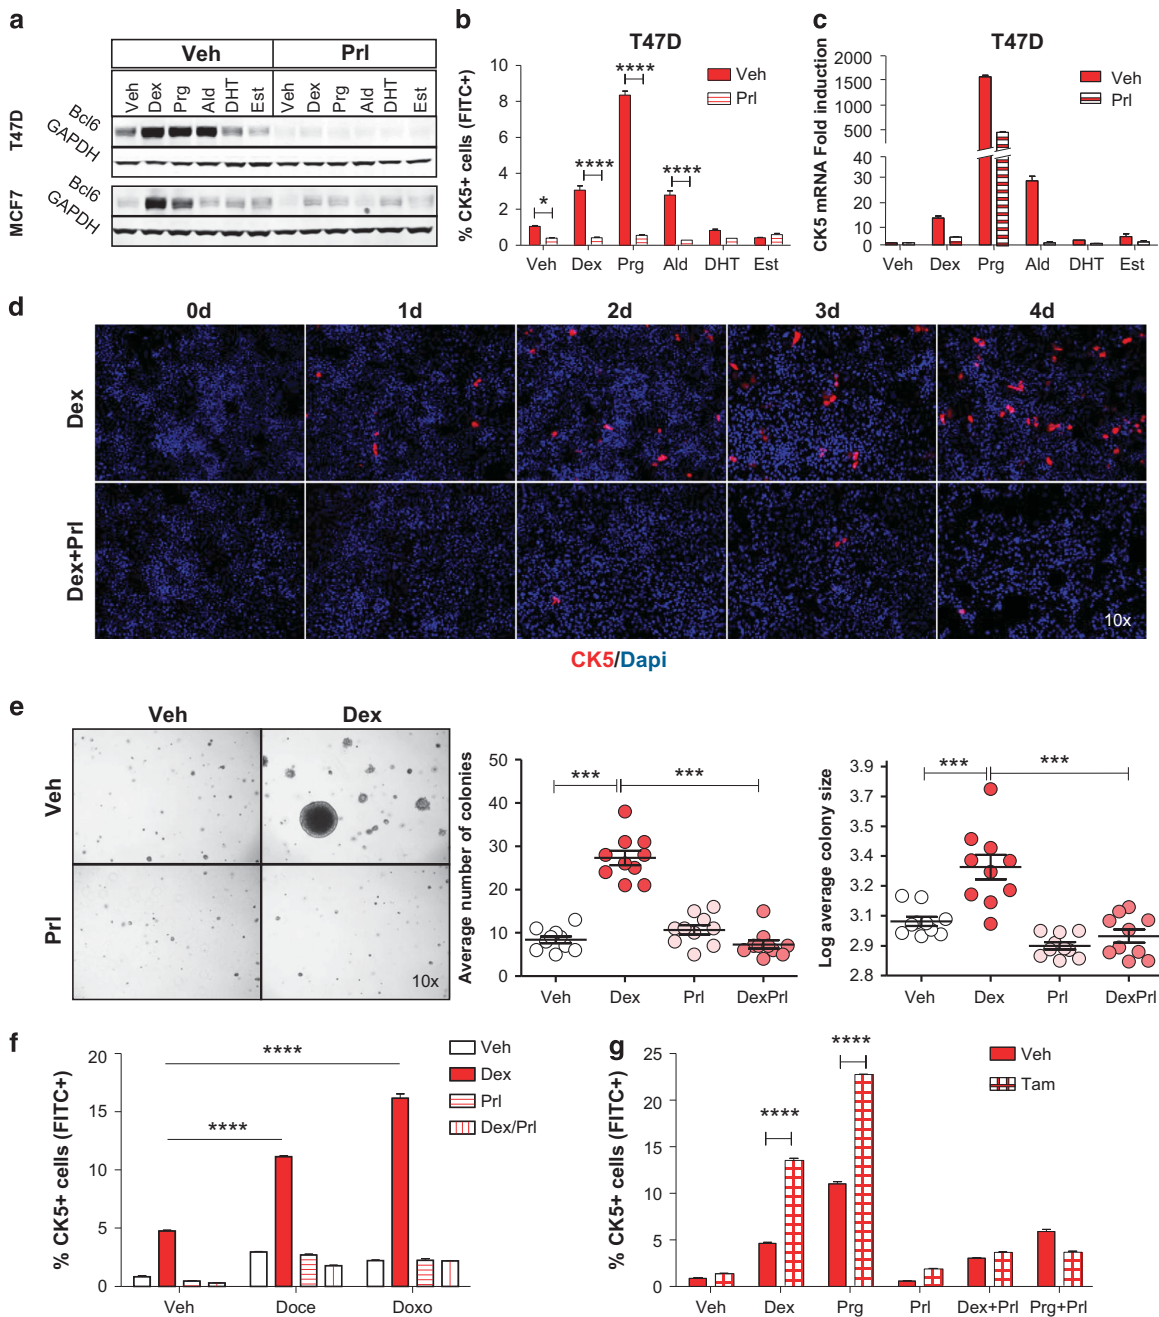 a
Veh Prl
Veh Dex Prg Ald DHT Est Veh Dex Prg Ald DHT Est
T47D
Bcl6
GAPDH
MCF7
Bcl6
GAPDH
b
T47D
% CK5+ cells (FITC+)
10
8
6
4
2
0
Veh
Prl
* **** **** ****
Veh Dex Prg Ald DHT Est
c
T47D
CK5 mRNA Fold induction
2000
1500
1000
500
40
30
20
10
0
Veh
Prl
Veh Dex Prg Ald DHT Est
d
0d 1d 2d 3d 4d
Dex
Dex+Prl
10x
CK5/Dapi
e
Veh Dex
Veh
Prl
10x
Average number of colonies
50
40
30
20
10
0
*** ***
Veh Dex Prl DexPrl
Log average colony size
3.9
3.7
3.5
3.4
3.2
3.1
2.9
2.8
*** ***
Veh Dex Prl DexPrl
f
% CK5+ cells (FITC+)
20
15
10
5
0
****
****
Veh
Dex
Prl
Dex/Prl
Veh Doce Doxo
g
% CK5+ cells (FITC+)
25
20
15
10
5
0
****
****
Veh
Tam
Veh Dex Prg Prl Dex+Prl Prg+Prl